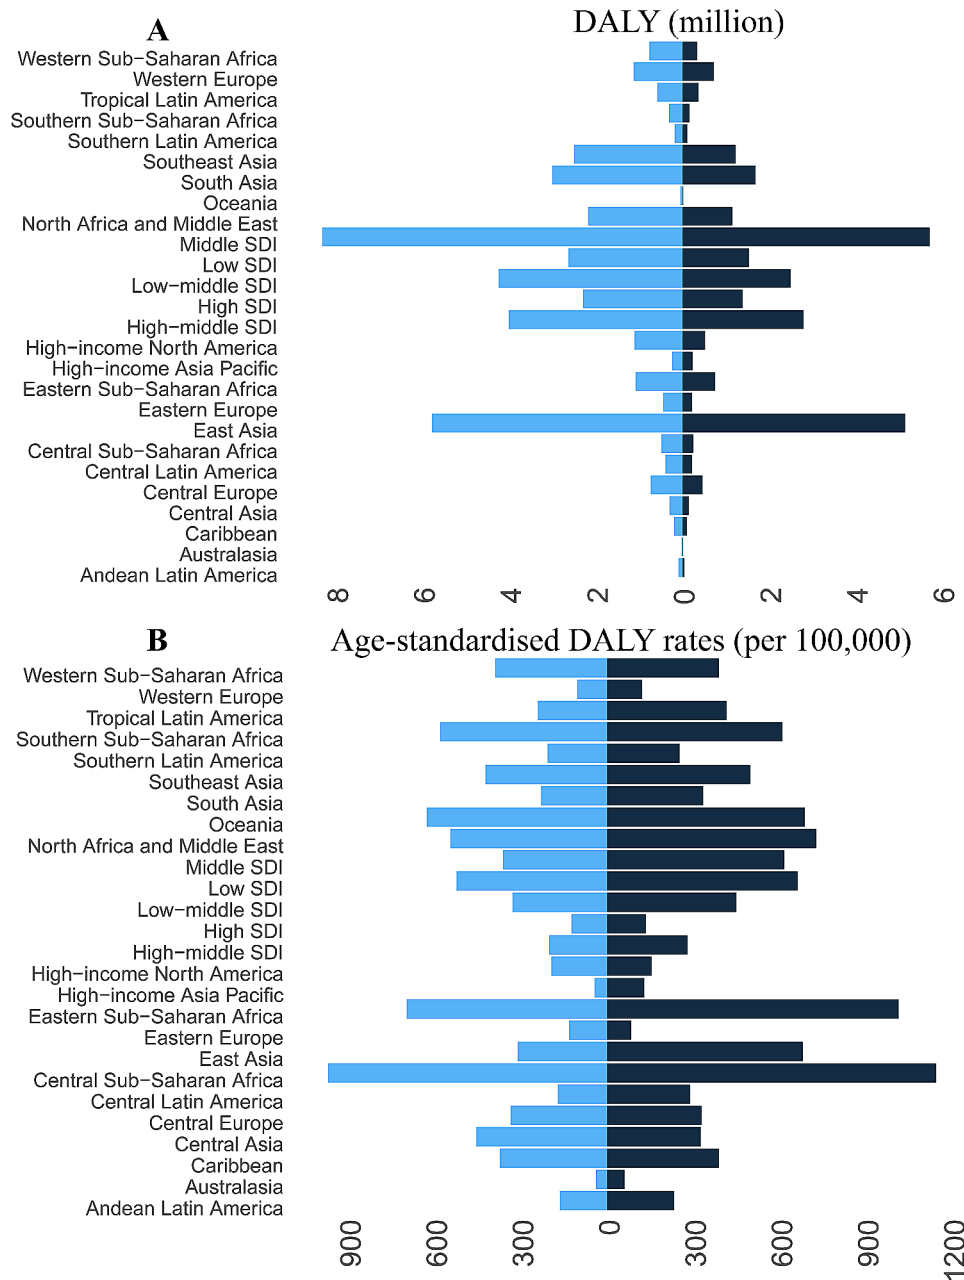 A
DALY (million)
Western Sub−Saharan Africa
Western Europe
Tropical Latin America
Southern Sub−Saharan Africa
Southern Latin America
Southeast Asia
South Asia
Oceania
North Africa and Middle East
Middle SDI
Low SDI
Low−middle SDI
High SDI
High−middle SDI
High−income North America
High−income Asia Pacific
Eastern Sub−Saharan Africa
Eastern Europe
East Asia
Central Sub−Saharan Africa
Central Latin America
Central Europe
Central Asia
Caribbean
Australasia
Andean Latin America
8 6 4 2 0 2 4 6
B
Age-standardised DALY rates (per 100,000)
Western Sub−Saharan Africa
Western Europe
Tropical Latin America
Southern Sub−Saharan Africa
Southern Latin America
Southeast Asia
South Asia
Oceania
North Africa and Middle East
Middle SDI
Low SDI
Low−middle SDI
High SDI
High−middle SDI
High−income North America
High−income Asia Pacific
Eastern Sub−Saharan Africa
Eastern Europe
East Asia
Central Sub−Saharan Africa
Central Latin America
Central Europe
Central Asia
Caribbean
Australasia
Andean Latin America
900 600 300 0 300 600 900 1200